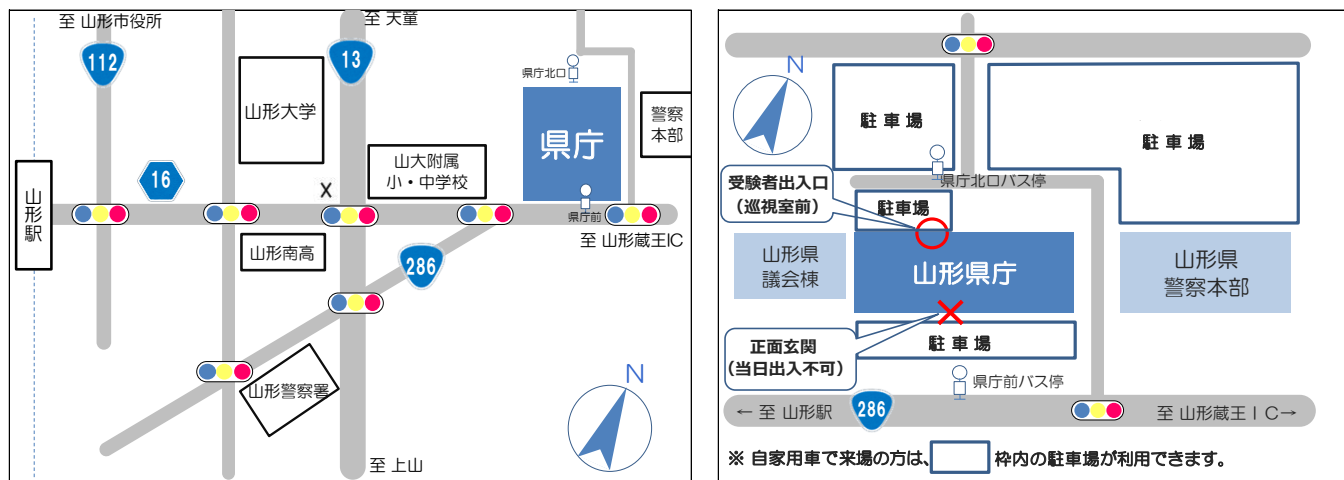 至 山形市役所
至 天童
112
13
県庁北口
山形大学
県庁
警察
本部
山大附属
小・中学校
16
x
山形駅
県庁前
至 山形蔵王IC
山形南高
286
山形警察署
N
至 上山
N
駐 車 場
駐 車 場
県庁北口バス停
受験者出入口
(巡視室前)
駐車場
山形県
議会棟
山形県庁
山形県
警察本部
正面玄関
(当日出入不可)
駐 車 場
県庁前バス停
← 至 山形駅
286
至 山形蔵王ＩＣ→
※ 自家用車で来場の方は、 枠内の駐車場が利用できます。